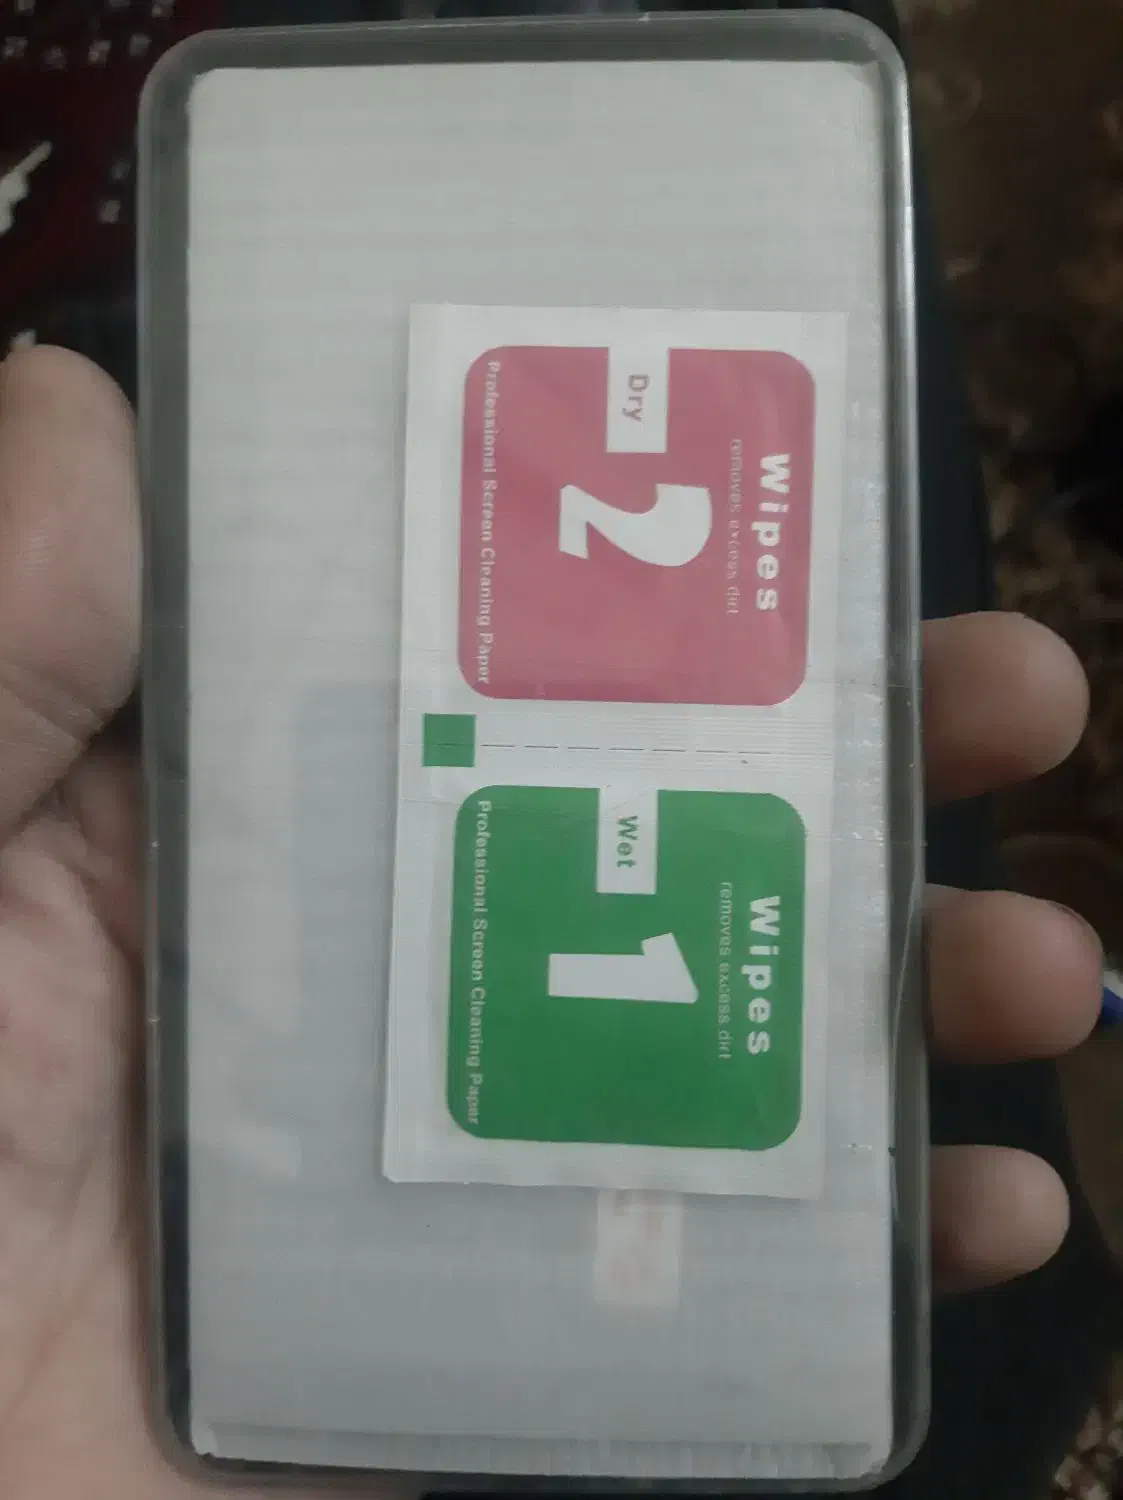 Wipes
removes excess dirt
Dry
2
Professional Screen Cleaning Paper
Wipes
removes excess dirt
Wet
1
Professional Screen Cleaning Paper